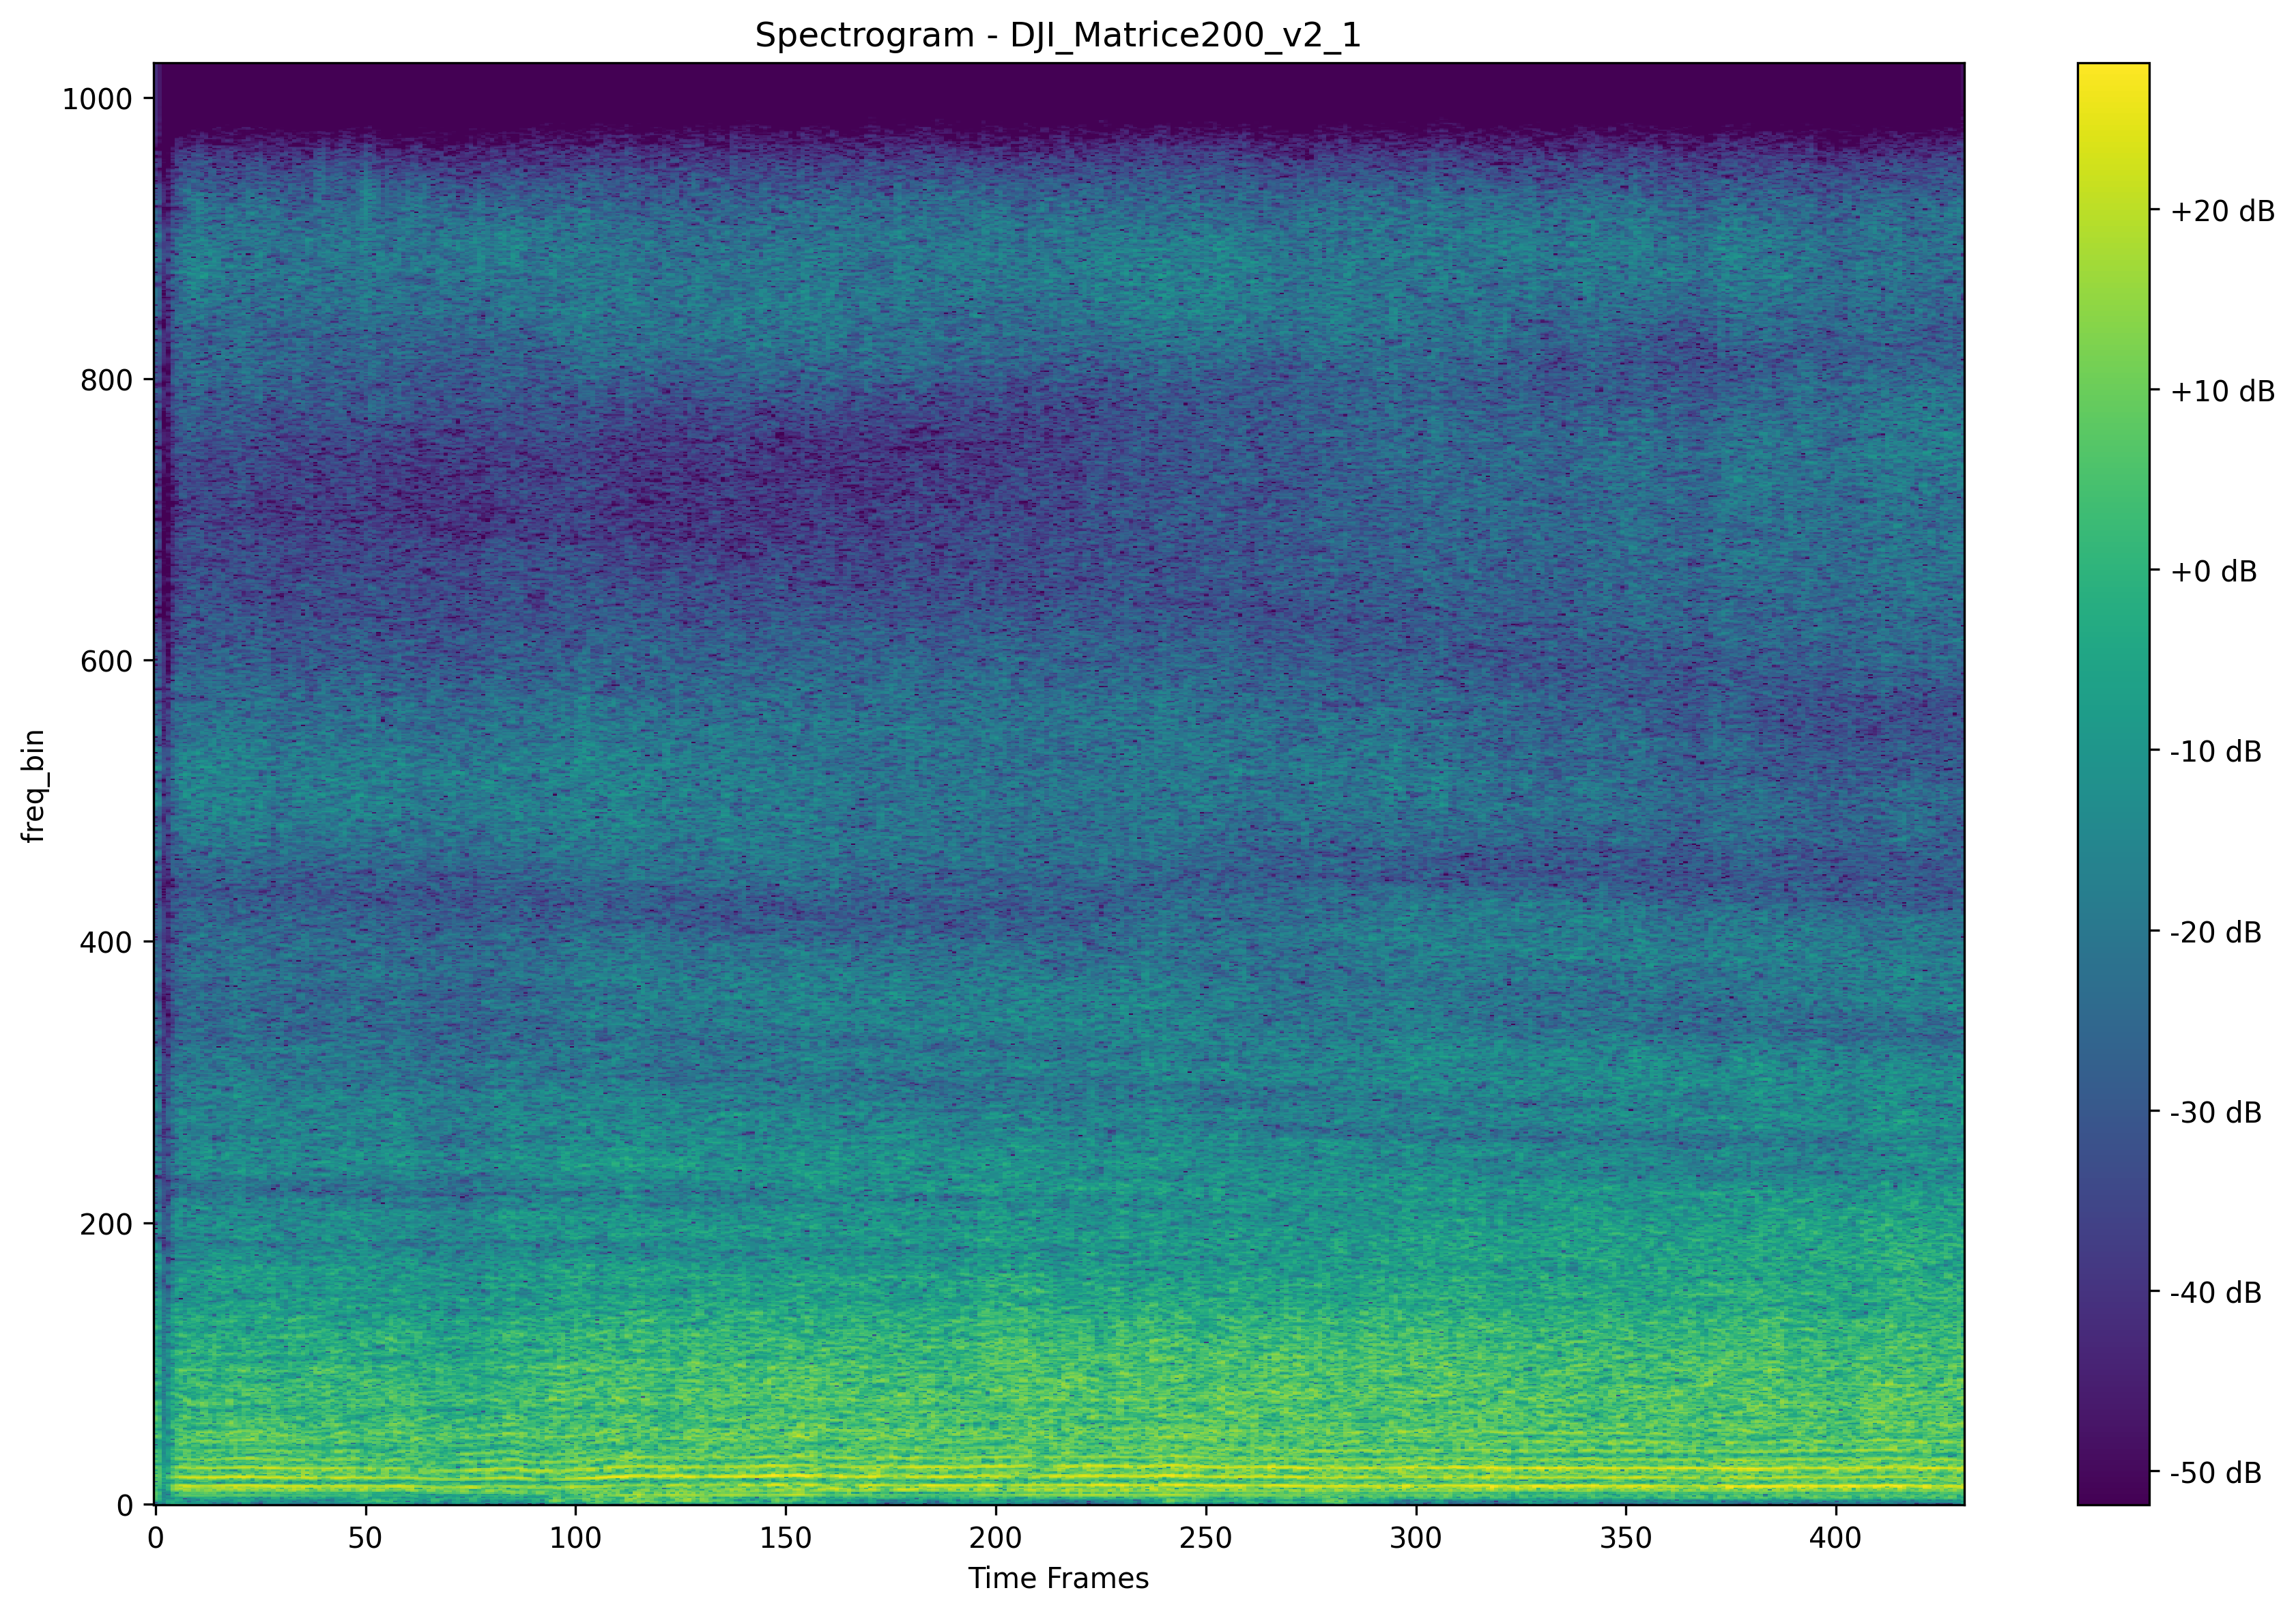 Spectrogram - DJI_Matrice200_v2_1
1000
800
600
400
200
0
freq_bin
0 50 100 150 200 250 300 350 400
Time Frames
+20 dB
+10 dB
+0 dB
-10 dB
-20 dB
-30 dB
-40 dB
-50 dB